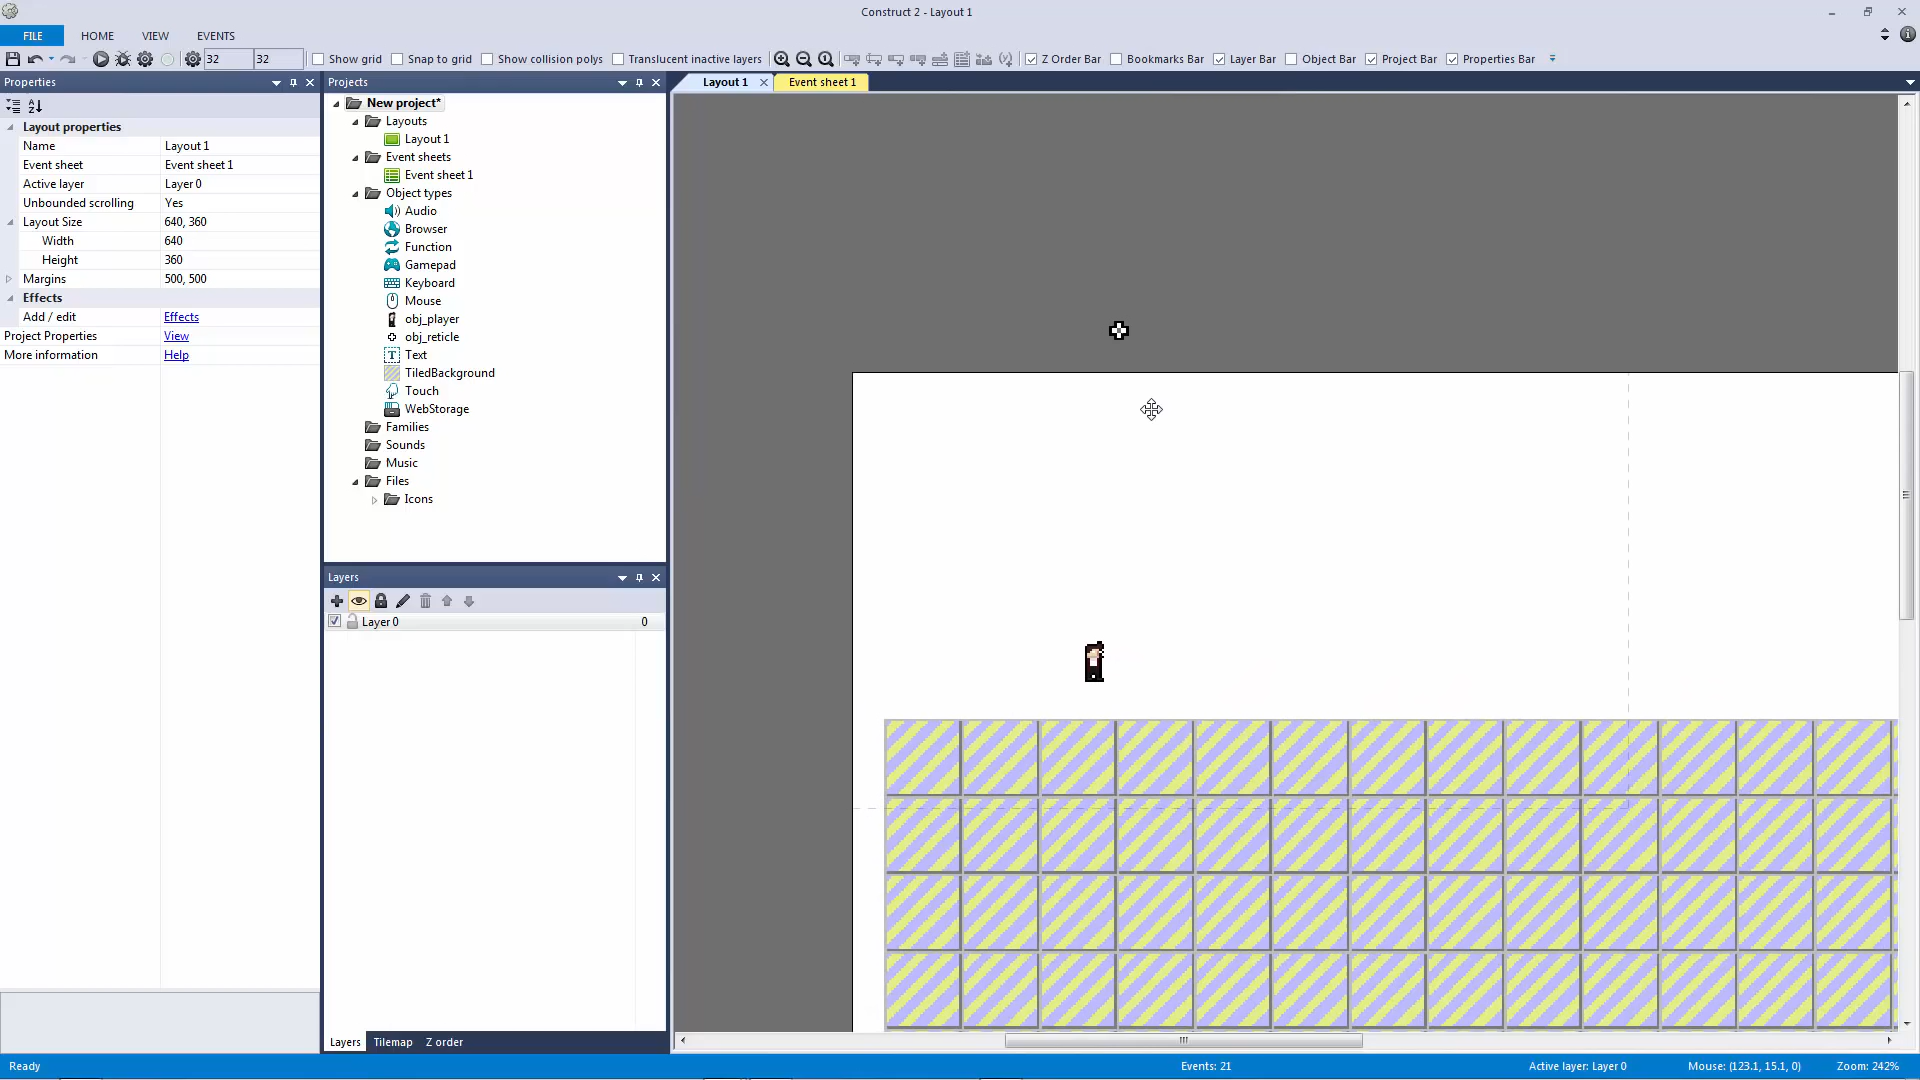 Construct 2 - Layout 1
FILE HOME VIEW EVENTS
32 32 Show grid Snap to grid Show collision polys Translucent inactive layers Z Order Bar Bookmarks Bar Layer Bar Object Bar Project Bar Properties Bar
Properties
Layout properties
Name Layout 1
Event sheet Event sheet 1
Active layer Layer 0
Unbounded scrolling Yes
Layout Size 640, 360
Width 640
Height 360
Margins 500, 500
Effects
Add / edit Effects
Project Properties View
More information Help
Projects
New project*
Layouts
Layout 1
Event sheets
Event sheet 1
Object types
Audio
Browser
Function
Gamepad
Keyboard
Mouse
obj_player
obj_reticle
Text
TiledBackground
Touch
WebStorage
Families
Sounds
Music
Files
Icons
Layers
Layer 0 0
Layers Tilemap Z order
Layout 1 Event sheet 1
Ready Events: 21 Active layer: Layer 0 Mouse: (123.1, 15.1, 0) Zoom: 242%